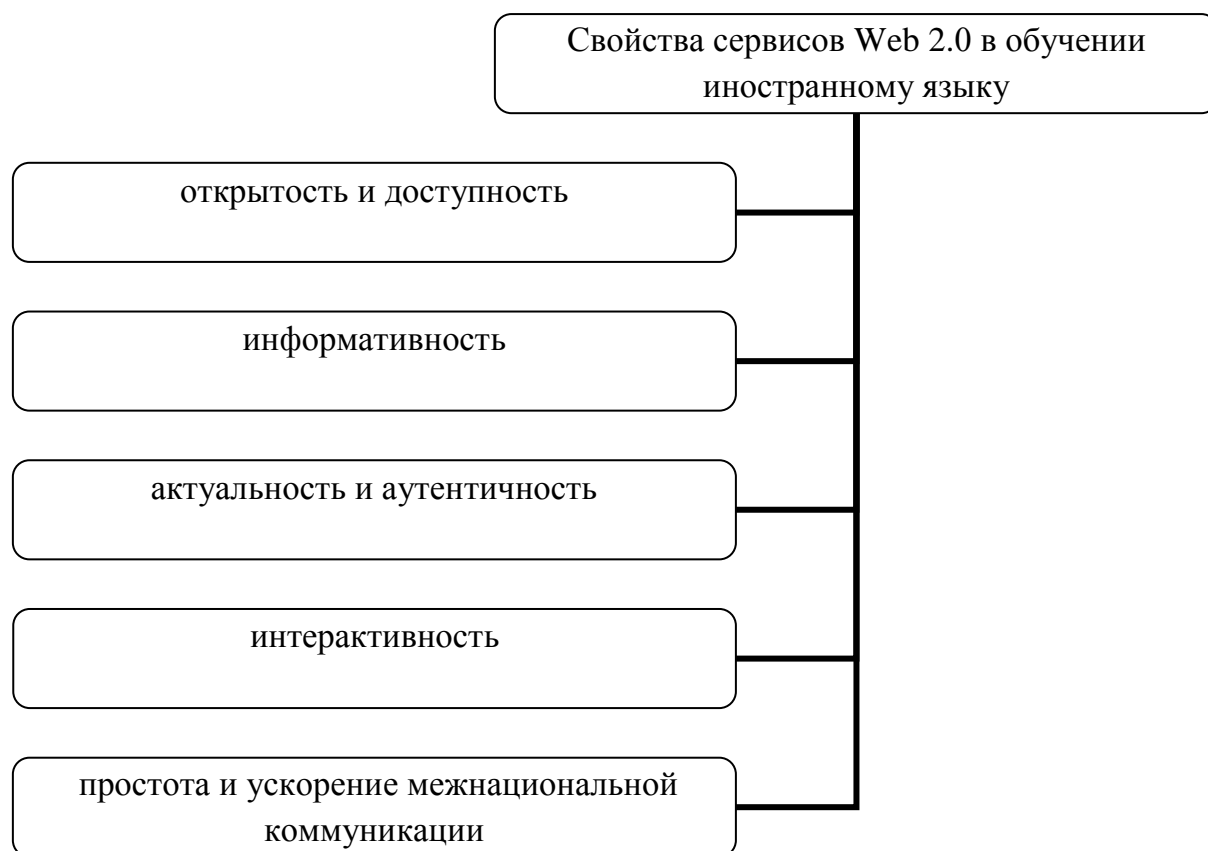 Свойства сервисов Web 2.0 в обучении
иностранному языку
открытость и доступность
информативность
актуальность и аутентичность
интерактивность
простота и ускорение межнациональной
коммуникации